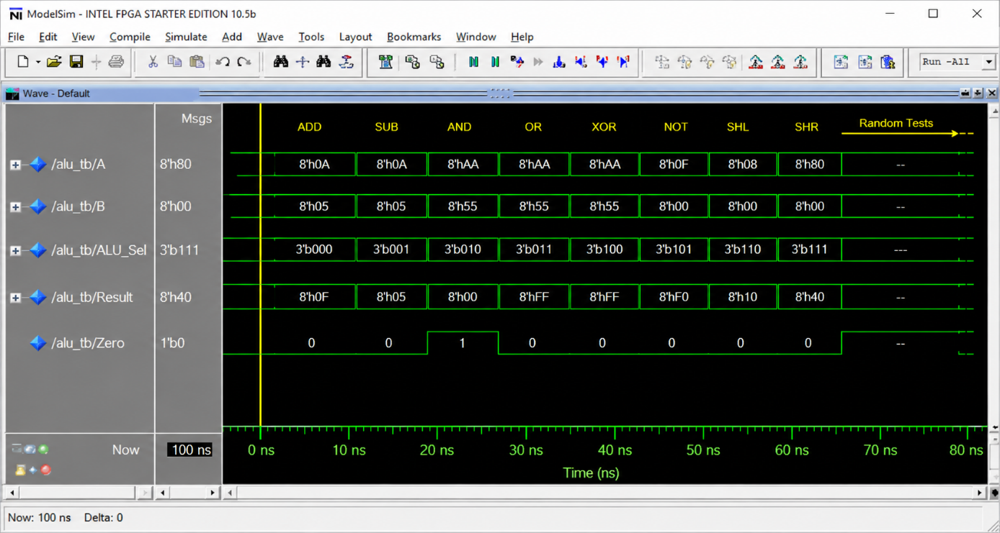 ModelSim - INTEL FPGA STARTER EDITION 10.5b
File Edit View Compile Simulate Add Wave Tools Layout Bookmarks Window Help
Run -All
Wave - Default
Msgs
ADD SUB AND OR XOR NOT SHL SHR Random Tests
/alu_tb/A 8'h80 8'h0A 8'h0A 8'hAA 8'hAA 8'hAA 8'h0F 8'h08 8'h80 --
/alu_tb/B 8'h00 8'h05 8'h05 8'h55 8'h55 8'h55 8'h00 8'h00 8'h00 --
/alu_tb/ALU_Sel 3'b111 3'b000 3'b001 3'b010 3'b011 3'b100 3'b101 3'b110 3'b111 ---
/alu_tb/Result 8'h40 8'h0F 8'h05 8'h00 8'hFF 8'hFF 8'hF0 8'h10 8'h40 --
/alu_tb/Zero 1'b0 0 0 1 0 0 0 0 0 --
Now 100 ns 0 ns 10 ns 20 ns 30 ns 40 ns 50 ns 60 ns 70 ns 80 ns
Time (ns)
Now: 100 ns Delta: 0